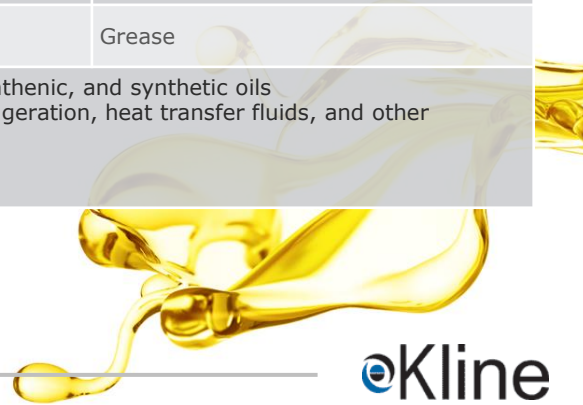 Grease
thenic, and synthetic oils
geration, heat transfer fluids, and other
Kline